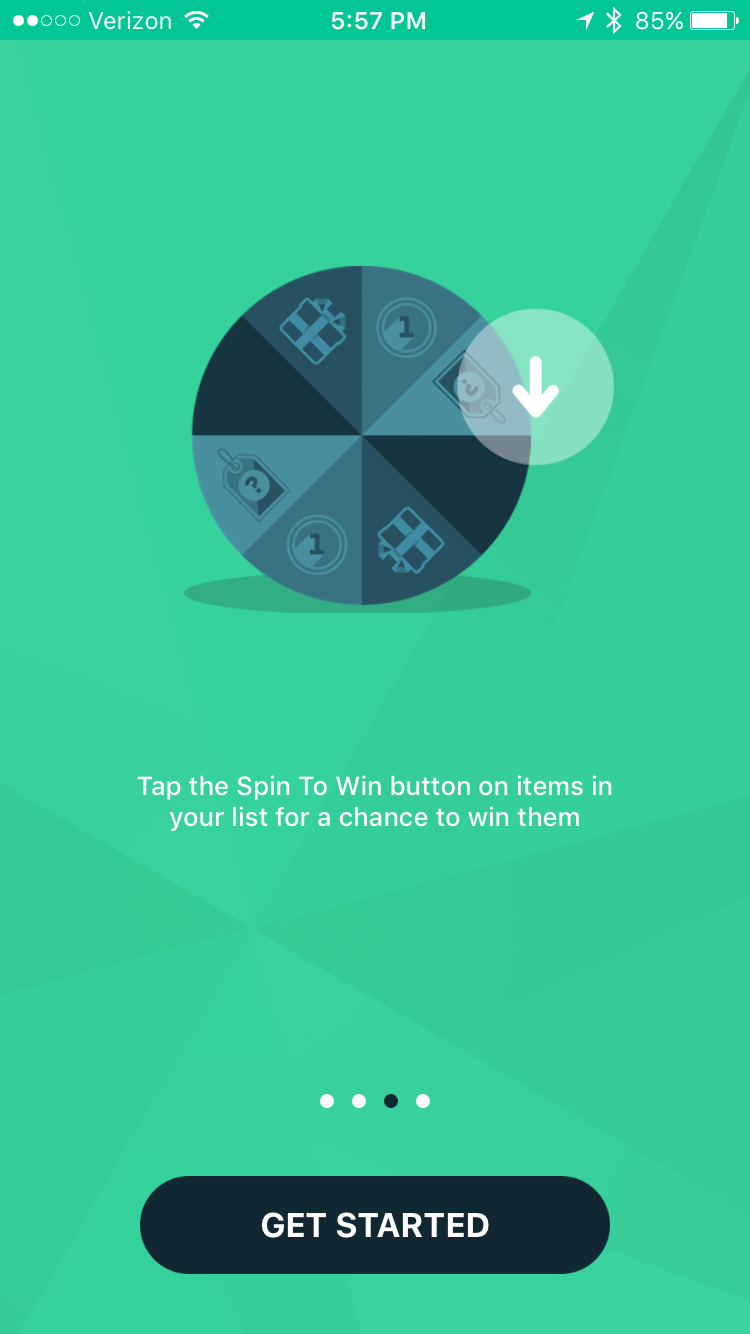 Verizon 5:57 PM 85%
1
?
?
1
Tap the Spin To Win button on items in
your list for a chance to win them
GET STARTED